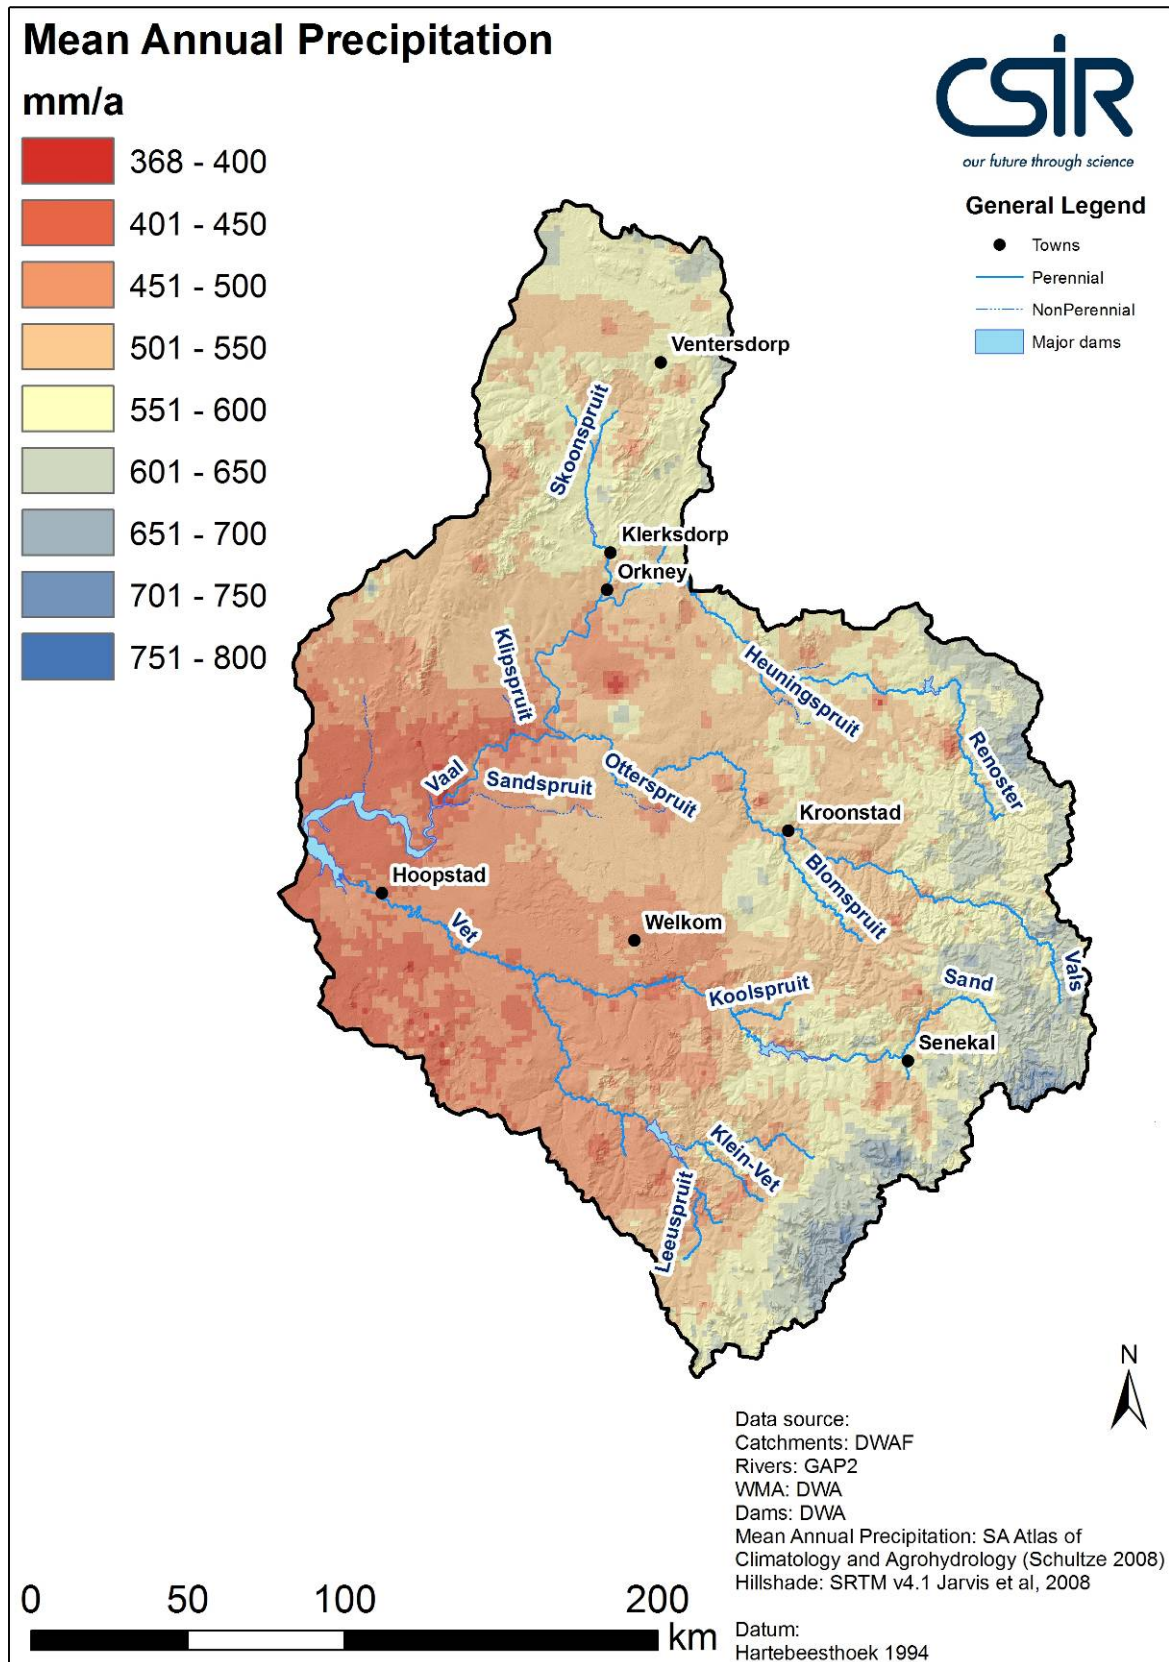 Mean Annual Precipitation
mm/a
368 - 400
401 - 450
451 - 500
501 - 550
551 - 600
601 - 650
651 - 700
701 - 750
751 - 800
CSIR
our future through science
General Legend
Towns
Perennial
NonPerennial
Major dams
Ventersdorp
Skoonspruit
Klerksdorp
Orkney
Klipspruit
Heuningspruit
Renoster
Vaal
Sandspruit
Otterspruit
Kroonstad
Hoopstad
Blomspruit
Vet
Welkom
Vals
Koolspruit
Sand
Senekal
Klein-Vet
Leeuspruit
N
Data source:
Catchments: DWAF
Rivers: GAP2
WMA: DWA
Dams: DWA
Mean Annual Precipitation: SA Atlas of
Climatology and Agrohydrology (Schultze 2008)
Hillshade: SRTM v4.1 Jarvis et al, 2008
Datum:
Hartebeesthoek 1994
0 50 100 200
km